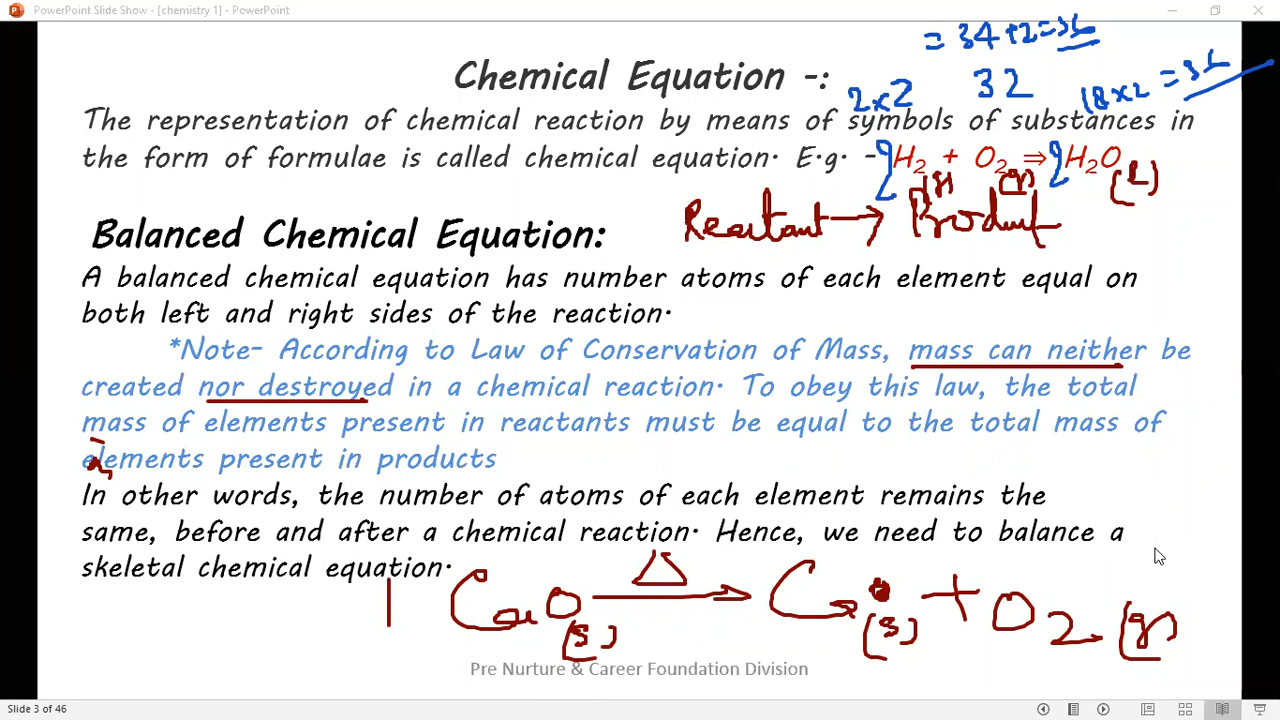 PowerPoint Slide Show - [chemistry 1] - PowerPoint
= 34+2=36
Chemical Equation -:
2x2 32 18x2 =36
The representation of chemical reaction by means of symbols of substances in
the form of formulae is called chemical equation. E.g. - 2H₂ + O₂ ⇒ 2H₂O
(g) (g) (L)
Reactant → Product
Balanced Chemical Equation:
A balanced chemical equation has number atoms of each element equal on
both left and right sides of the reaction.
*Note- According to Law of Conservation of Mass, mass can neither be
created nor destroyed in a chemical reaction. To obey this law, the total
mass of elements present in reactants must be equal to the total mass of
elements present in products
In other words, the number of atoms of each element remains the
same, before and after a chemical reaction. Hence, we need to balance a
skeletal chemical equation.
CaO (s) Δ→ Ca (s) + O₂ (g)
Pre Nurture & Career Foundation Division
Slide 3 of 46